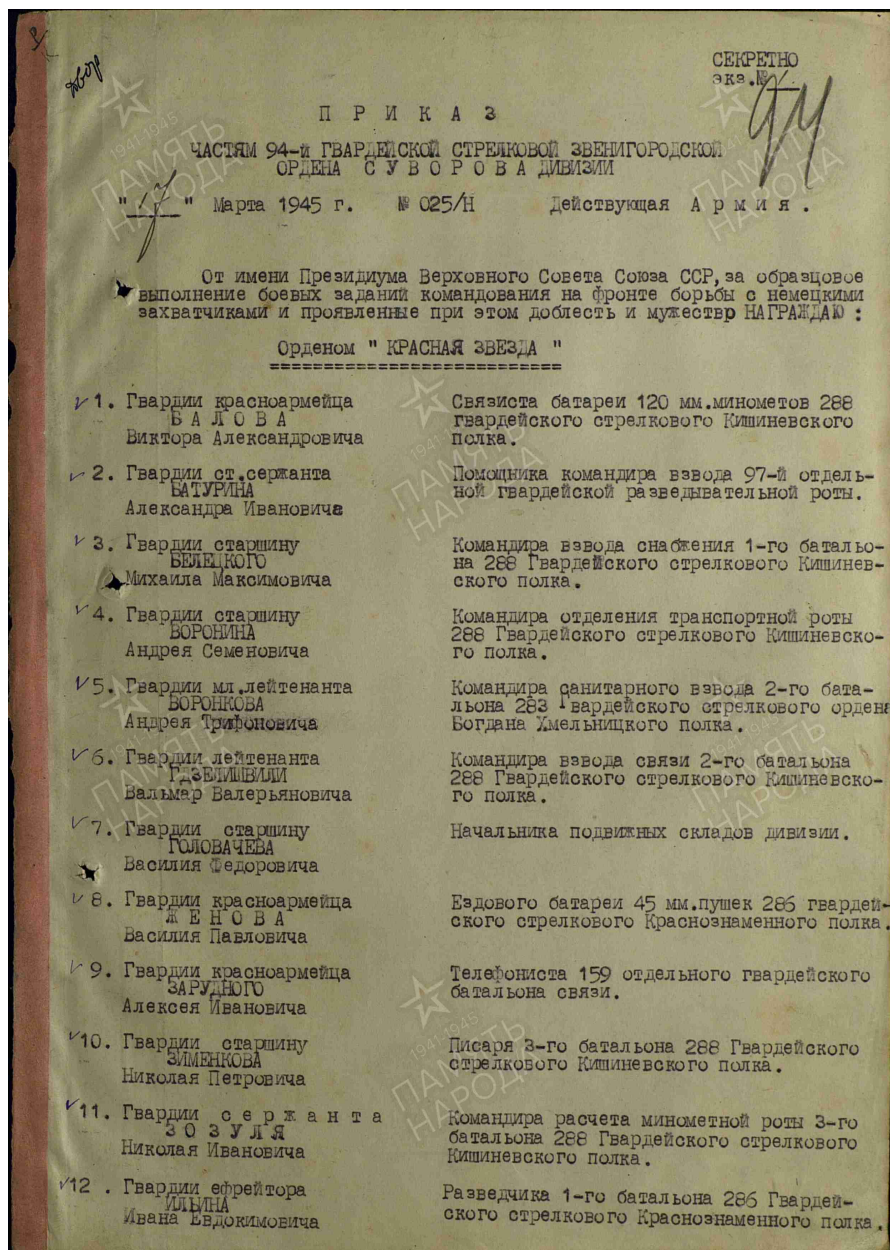 двор
СЕКРЕТНО
экз.№
94
П Р И К А З
ЧАСТЯМ 94-й ГВАРДЕЙСКОЙ СТРЕЛКОВОЙ ЗВЕНИГОРОДСКОЙ
ОРДЕНА С У В О Р О В А ДИВИЗИИ
"17" Марта 1945 г. № 025/Н Действующая А р м и я .
От имени Президиума Верховного Совета Союза ССР, за образцовое
выполнение боевых заданий командования на фронте борьбы с немецкими
захватчиками и проявленные при этом доблесть и мужествр НАГРАЖДАЮ :
Орденом " КРАСНАЯ ЗВЕЗДА "
==============================
1. Гвардии красноармейца
Б А Л О В А
Виктора Александровича
Связиста батареи 120 мм.минометов 288
гвардейского стрелкового Кишиневского
полка.
2. Гвардии ст.сержанта
БАТУРИНА
Александра Ивановича
Помощника командира взвода 97-й отдель-
ной гвардейской разведывательной роты.
3. Гвардии старшину
БЕЛЕЦКОГО
Михаила Максимовича
Командира взвода снабжения 1-го батальо-
на 288 Гвардейского стрелкового Кишинев-
ского полка.
4. Гвардии старшину
ВОРОНИНА
Андрея Семеновича
Командира отделения транспортной роты
288 Гвардейского стрелкового Кишиневско-
го полка.
5. Гвардии мл.лейтенанта
ВОРОНКОВА
Андрея Трифоновича
Командира санитарного взвода 2-го бата-
льона 283 Гвардейского стрелкового ордена
Богдана Хмельницкого полка.
6. Гвардии лейтенанта
ГДЗЕЛИШВИЛИ
Вальмар Валерьяновича
Командира взвода связи 2-го батальона
288 Гвардейского стрелкового Кишиневско-
го полка.
7. Гвардии старшину
ГОЛОВАЧЕВА
Василия Федоровича
Начальника подвижных складов дивизии.
8. Гвардии красноармейца
Ж Е Н О В А
Василия Павловича
Ездового батареи 45 мм.пушек 286 гвардей-
ского стрелкового Краснознаменного полка.
9. Гвардии красноармейца
ЗАРУДНОГО
Алексея Ивановича
Телефониста 159 отдельного гвардейского
батальона связи.
10. Гвардии старшину
ЗИМЕНКОВА
Николая Петровича
Писаря 3-го батальона 288 Гвардейского
стрелкового Кишиневского полка.
11. Гвардии с е р ж а н т а
З О З У Л Я
Николая Ивановича
Командира расчета минометной роты 3-го
батальона 288 Гвардейского стрелкового
Кишиневского полка.
12 . Гвардии ефрейтора
ИЛЬИНА
Ивана Евдокимовича
Разведчика 1-го батальона 286 Гвардей-
ского стрелкового Краснознаменного полка.
1941-1945
ПАМЯТЬ
НАРОДА